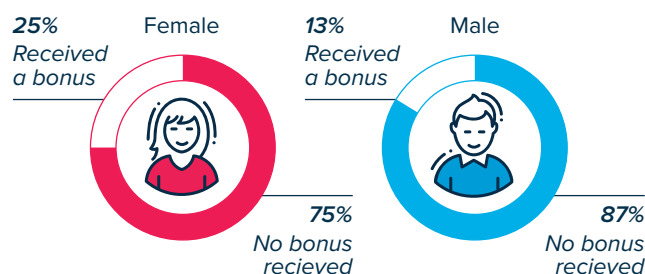 25%
Received
a bonus
Female
75%
No bonus
recieved
13%
Received
a bonus
Male
87%
No bonus
recieved